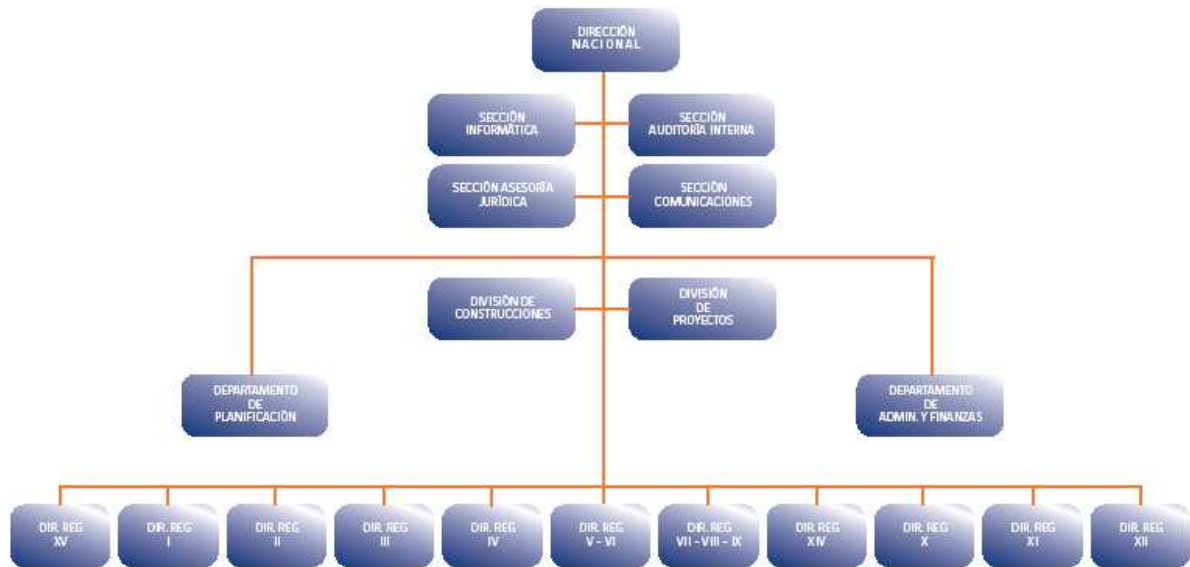 DIRECCIÓN
NACIONAL
SECCIÓN
INFORMÁTICA
SECCIÓN
AUDITORÍA INTERNA
SECCIÓN ASESORÍA
JURÍDICA
SECCIÓN
COMUNICACIONES
DIVISIÓN DE
CONSTRUCCIONES
DIVISIÓN
DE
PROYECTOS
DEPARTAMENTO
DE
PLANIFICACIÓN
DEPARTAMENTO
DE
ADMIN. Y FINANZAS
DIR. REG
XV
DIR. REG
I
DIR. REG
II
DIR. REG
III
DIR. REG
IV
DIR. REG
V - VI
DIR. REG
VII - VIII - IX
DIR. REG
XIV
DIR. REG
X
DIR. REG
XI
DIR. REG
XII